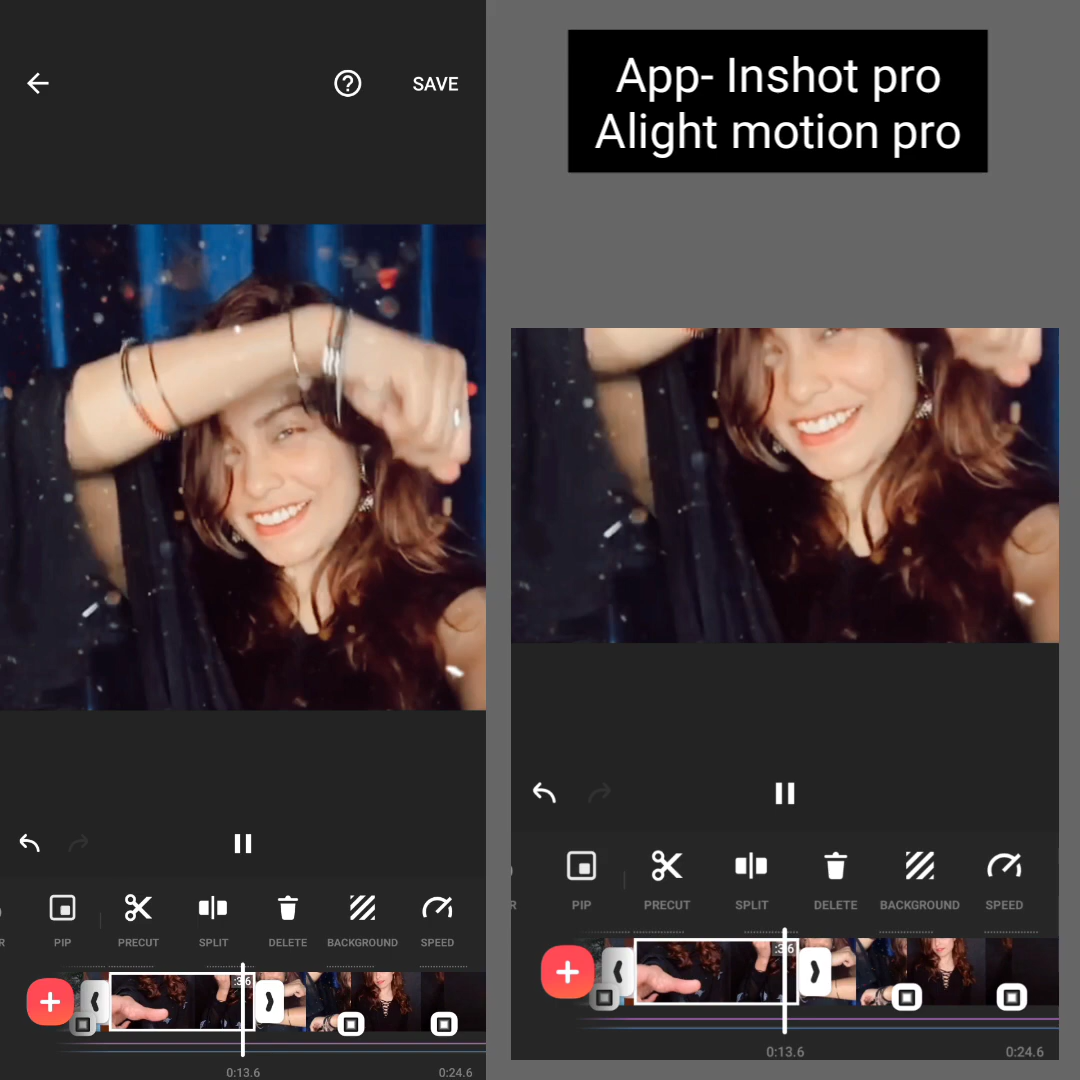 SAVE
App- Inshot pro
Alight motion pro
PIP
PRECUT
SPLIT
DELETE
BACKGROUND
SPEED
0:13.6
0:24.6
R
PIP
PRECUT
SPLIT
DELETE
BACKGROUND
SPEED
0:13.6
0:24.6